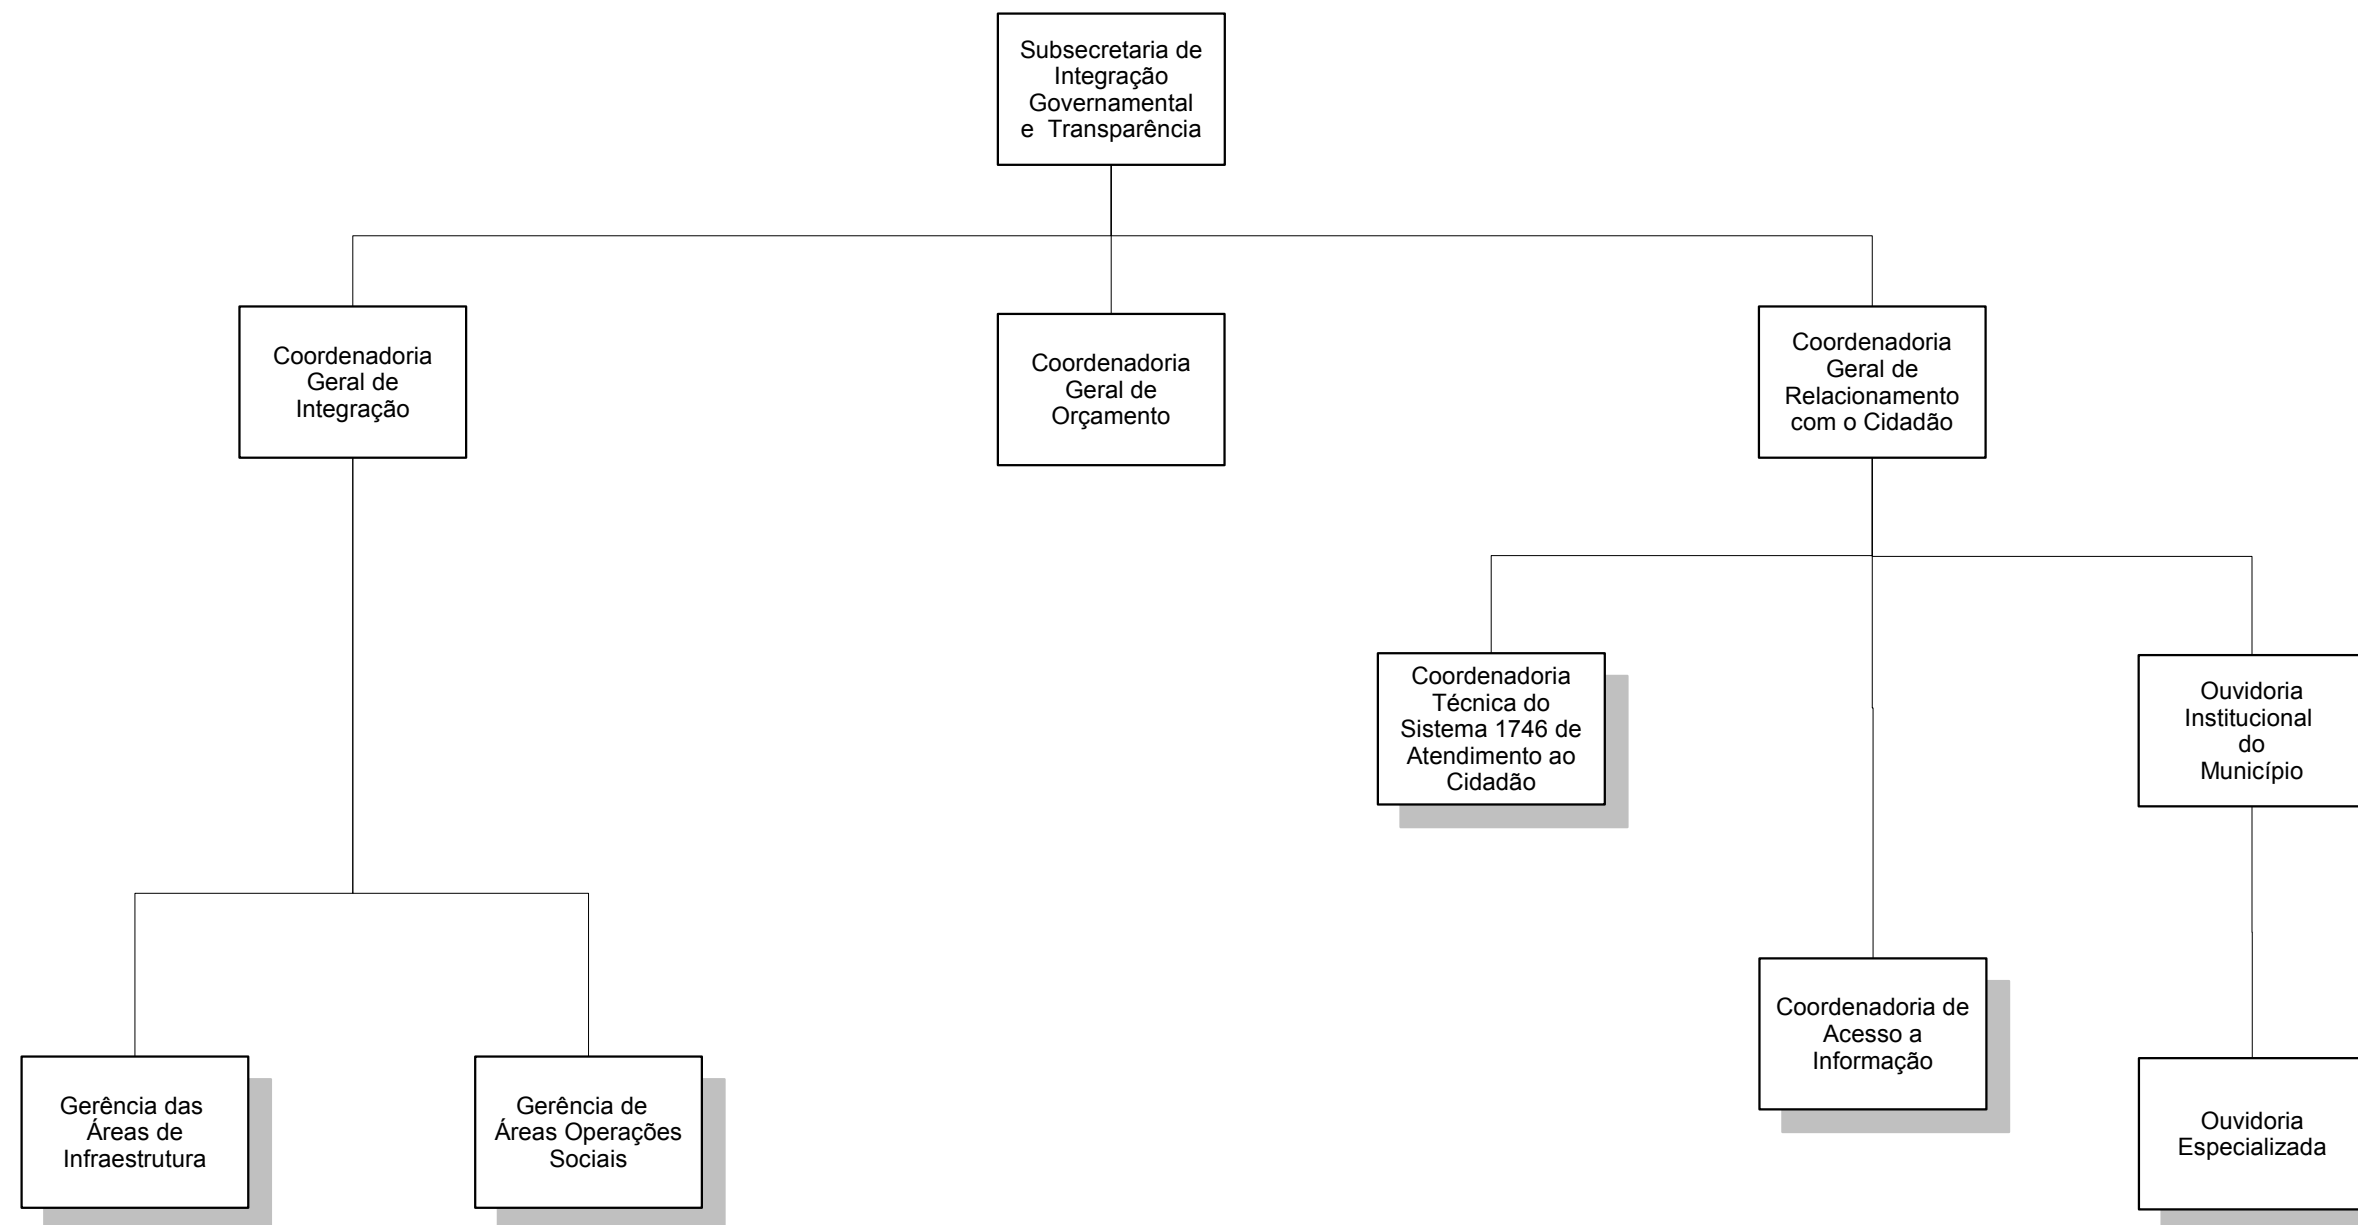 Subsecretaria de
Integração
Governamental
e Transparência
Coordenadoria
Geral de
Integração
Coordenadoria
Geral de
Orçamento
Coordenadoria
Geral de
Relacionamento
com o Cidadão
Coordenadoria
Técnica do
Sistema 1746 de
Atendimento ao
Cidadão
Ouvidoria
Institucional
do
Município
Coordenadoria de
Acesso a
Informação
Gerência das
Áreas de
Infraestrutura
Gerência de
Áreas Operações
Sociais
Ouvidoria
Especializada